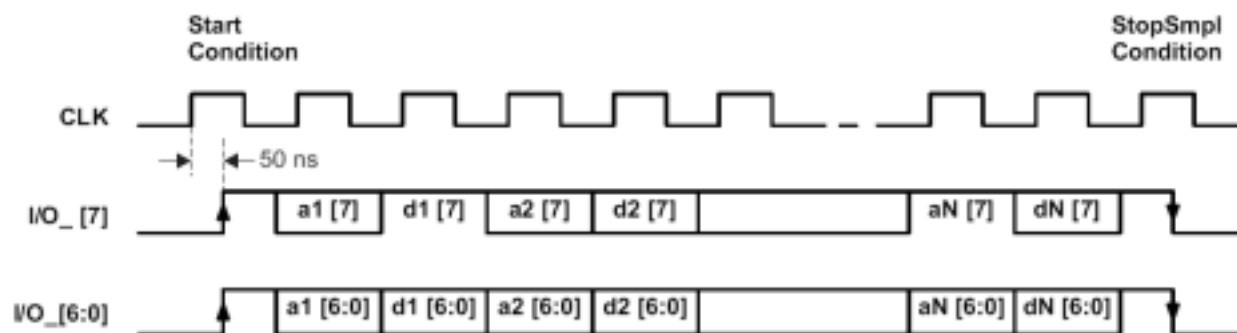 Start Condition
StopSmpl Condition
CLK
50 ns
I/O_ [7]
a1 [7] d1 [7] a2 [7] d2 [7] aN [7] dN [7]
I/O_[6:0]
a1 [6:0] d1 [6:0] a2 [6:0] d2 [6:0] aN [6:0] dN [6:0]